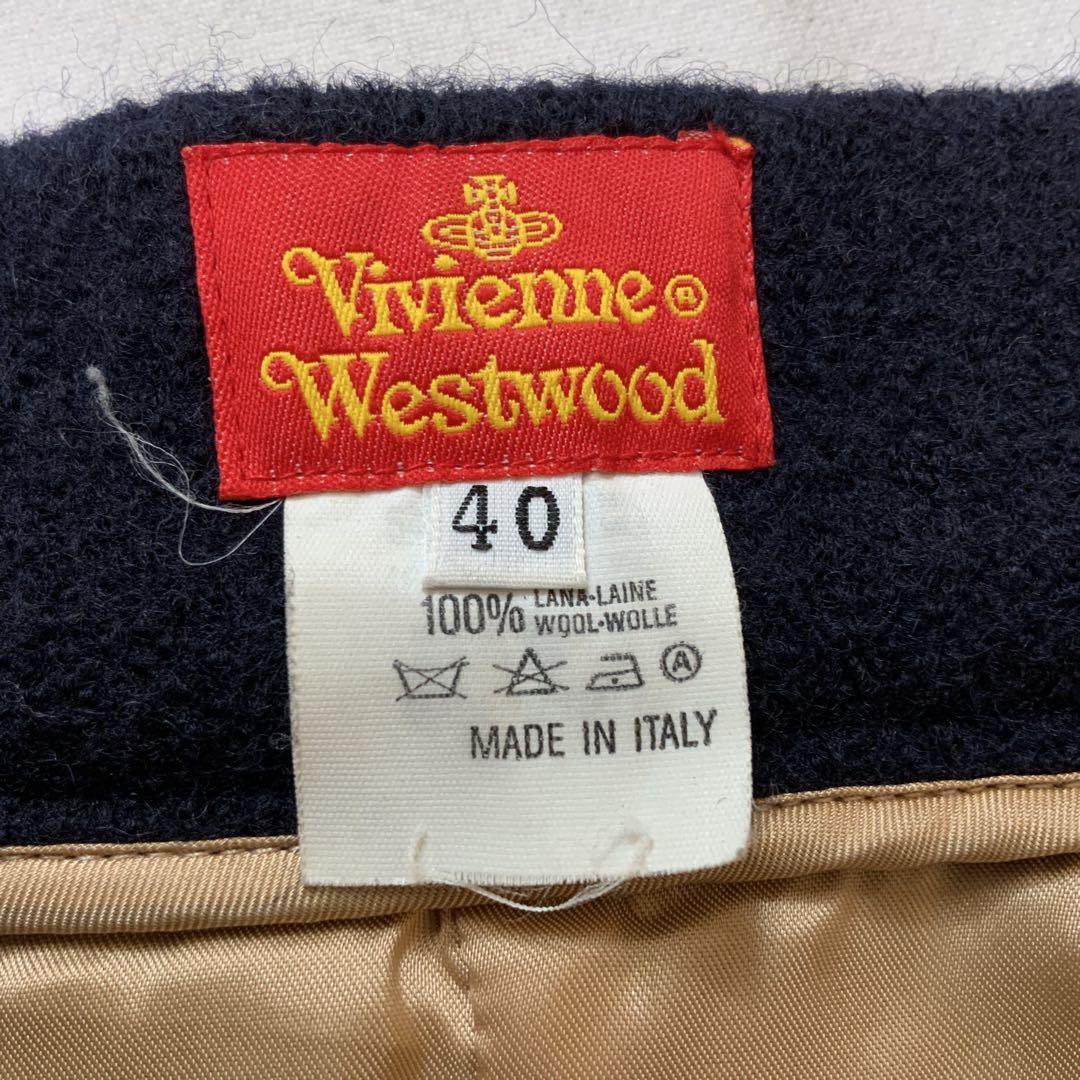 Vivienne®
Westwood
40
100% LANA·LAINE
WOOL·WOLLE
A
MADE IN ITALY